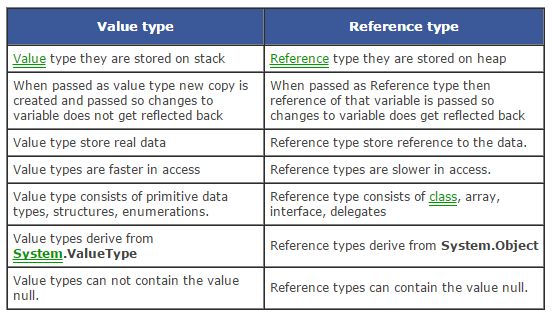 Value type
Reference type
Value type they are stored on stack
Reference type they are stored on heap
When passed as value type new copy is
created and passed so changes to
variable does not get reflected back
When passed as Reference type then
reference of that variable is passed so
changes to variable does get reflected back
Value type store real data
Reference type store reference to the data.
Value types are faster in access
Reference types are slower in access.
Value type consists of primitive data
types, structures, enumerations.
Reference type consists of class, array,
interface, delegates
Value types derive from
System.ValueType
Reference types derive from System.Object
Value types can not contain the value
null.
Reference types can contain the value null.